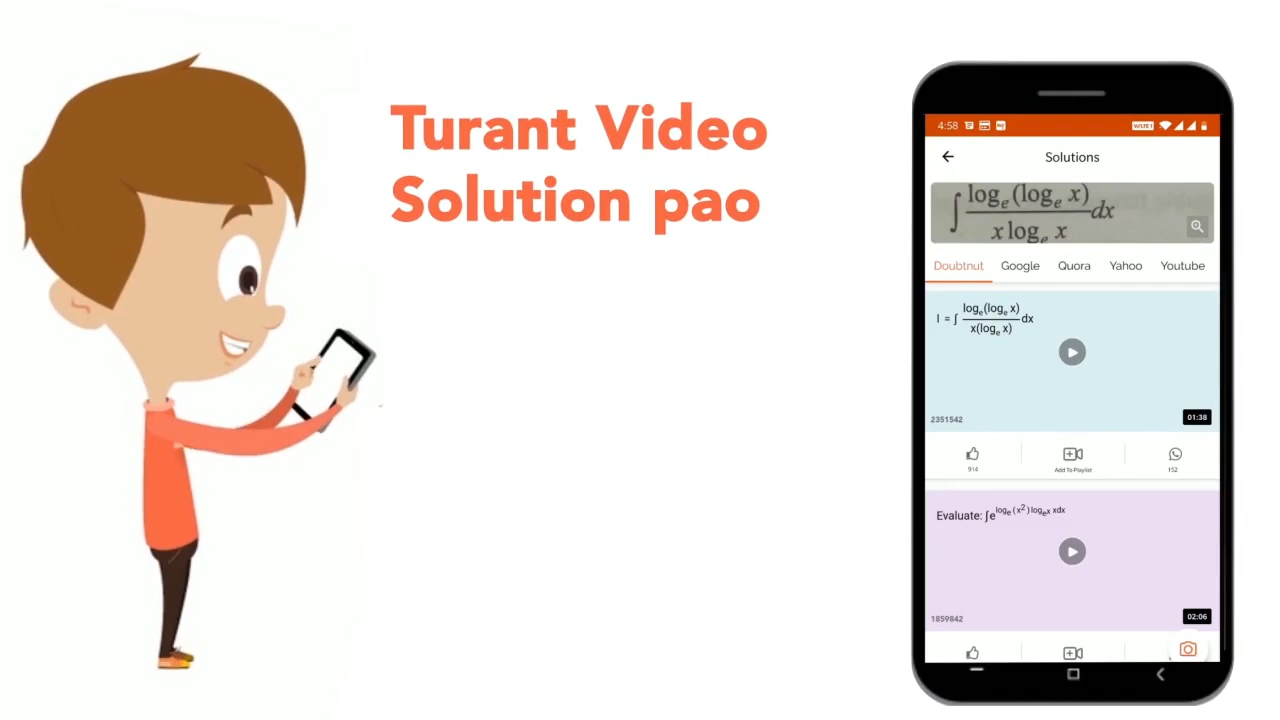 Turant Video
Solution pao
4:58
VoLTE1
Solutions
∫ logₑ(logₑ x) / x logₑ x dx
Doubtnut Google Quora Yahoo Youtube
I = ∫ logₑ(logₑ x) / x(logₑ x) dx
2351542 01:38
914 Add To Playlist 152
Evaluate: ∫e^logₑ(x²)logₑx xdx
1859842 02:06